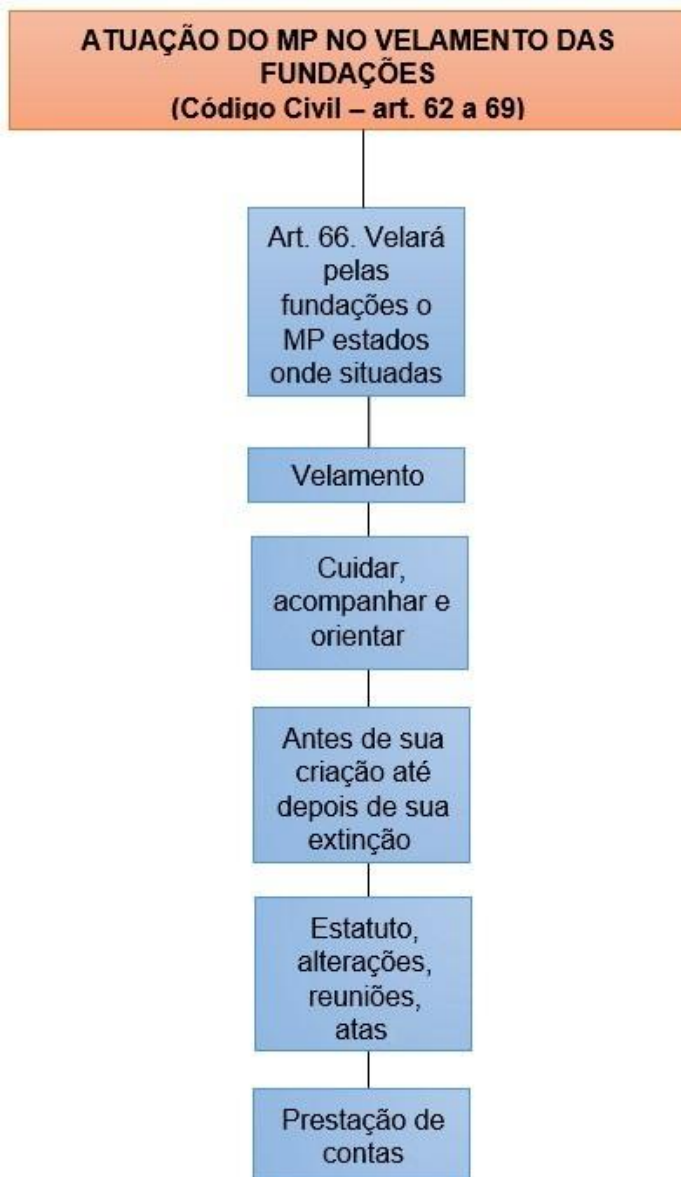 ATUAÇÃO DO MP NO VELAMENTO DAS
FUNDAÇÕES
(Código Civil – art. 62 a 69)
Art. 66. Velará
pelas
fundações o
MP estados
onde situadas
Velamento
Cuidar,
acompanhar e
orientar
Antes de sua
criação até
depois de sua
extinção
Estatuto,
alterações,
reuniões,
atas
Prestação de
contas